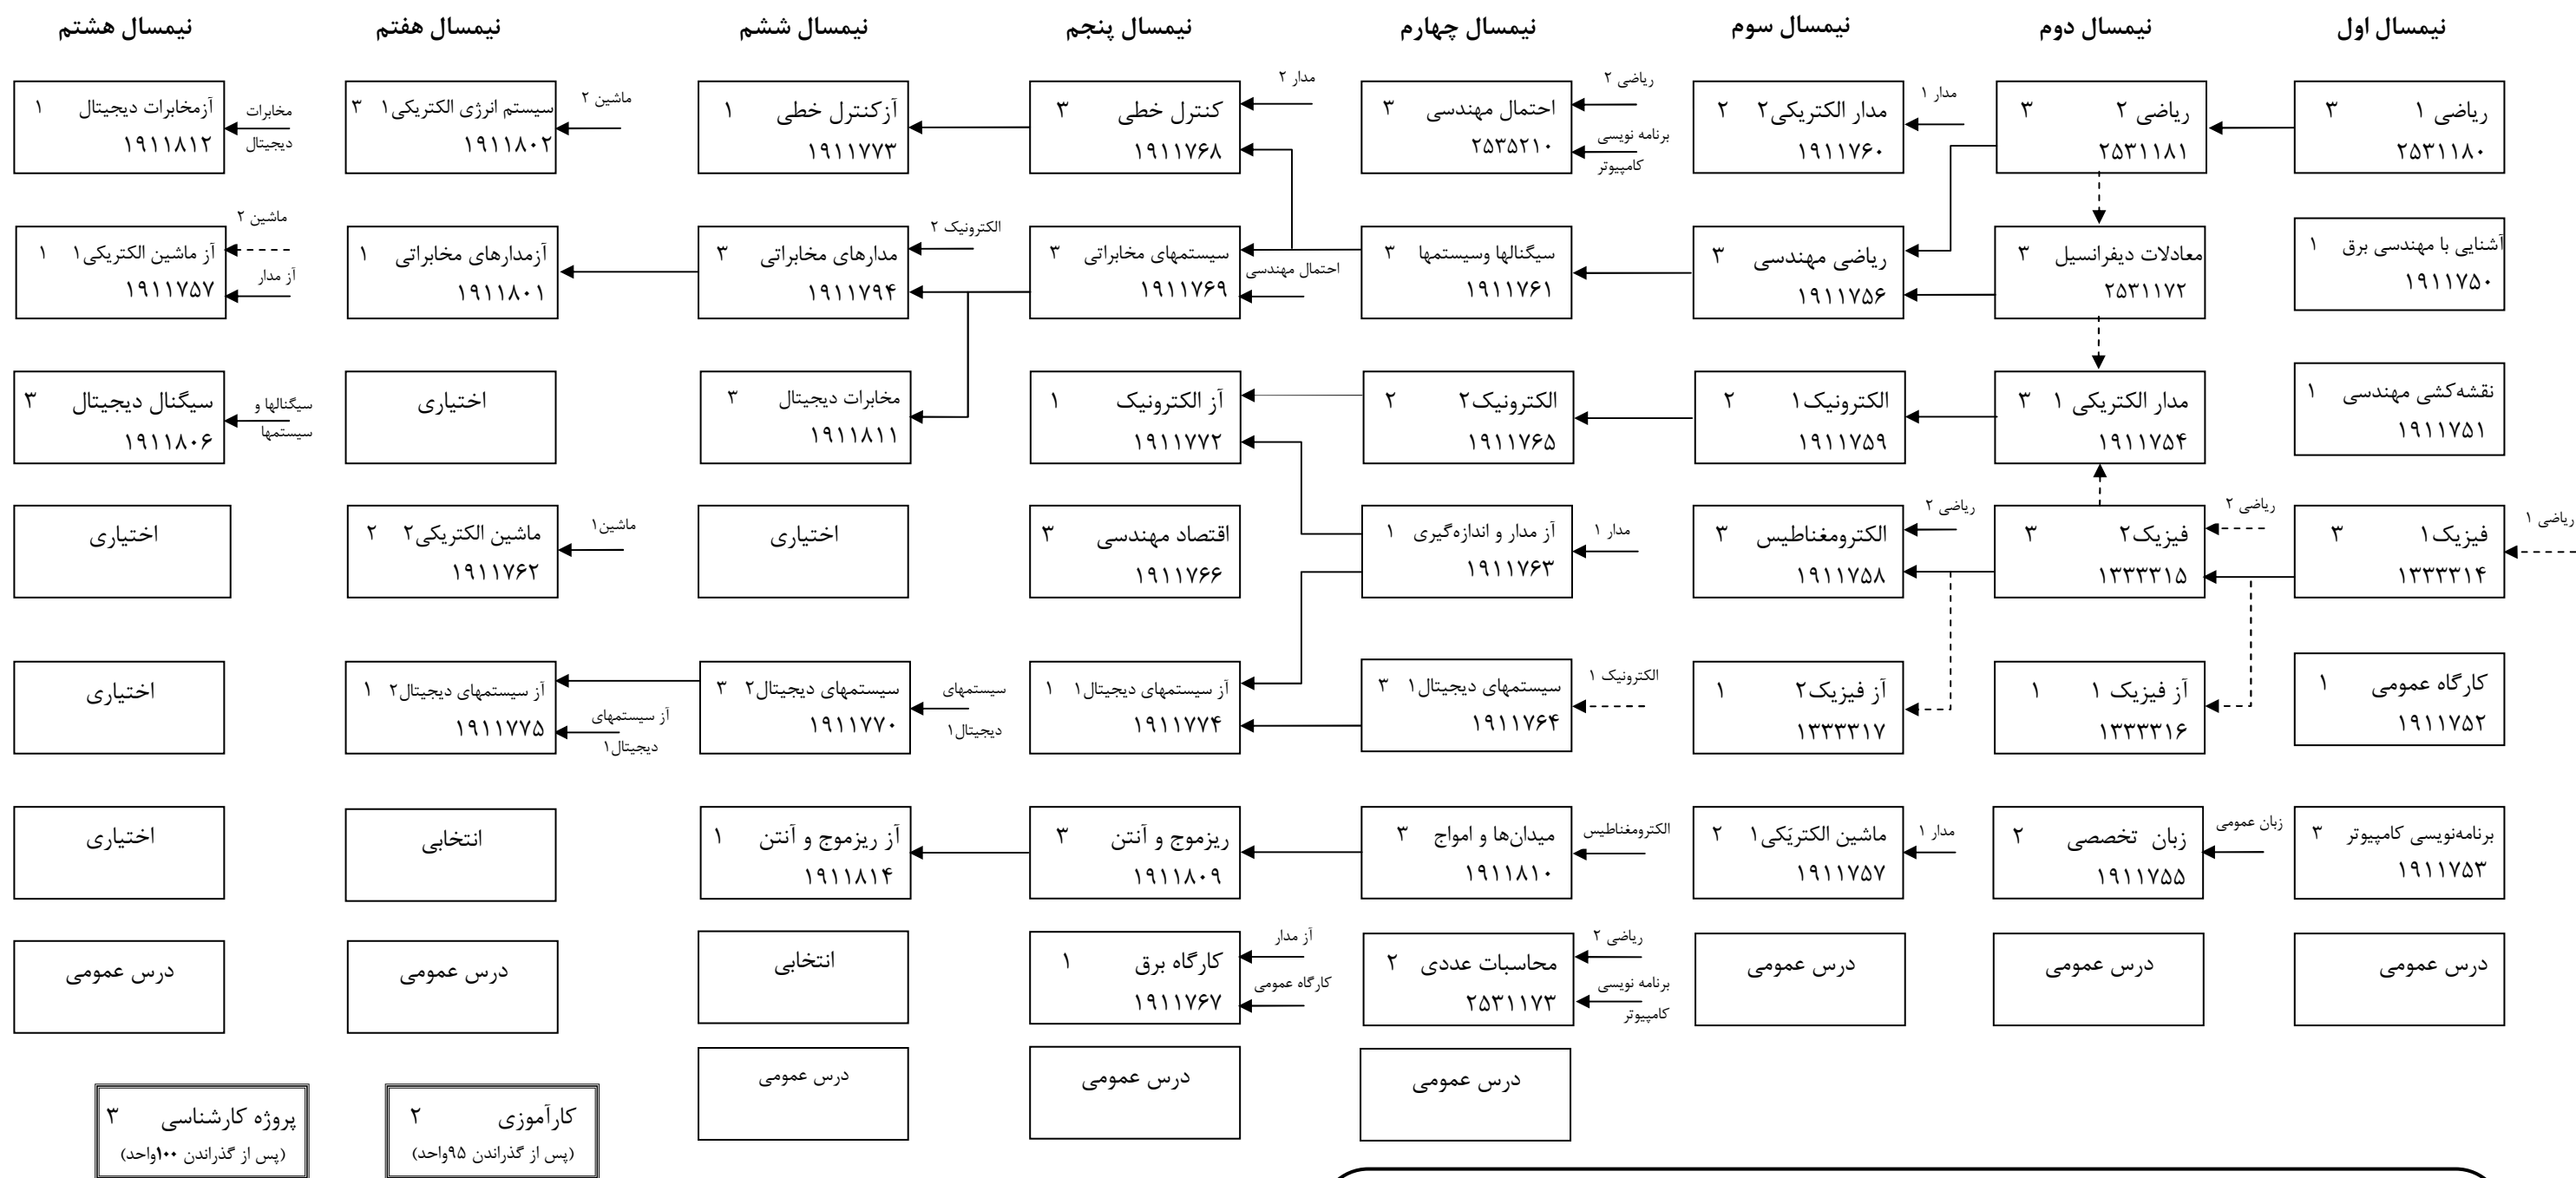 نیمسال اول
نیمسال دوم
نیمسال سوم
نیمسال چهارم
نیمسال پنجم
نیمسال ششم
نیمسال هفتم
نیمسال هشتم
ریاضی ۱ ۳
۲۵۳۱۱۸۰
ریاضی ۲ ۳
۲۵۳۱۱۸۱
مدار ۱
مدار الکتریکی۲ ۲
۱۹۱۱۷۶۰
ریاضی ۲
برنامه نویسی
کامپیوتر
احتمال مهندسی ۳
۲۵۳۵۲۱۰
مدار ۲
کنترل خطی ۳
۱۹۱۱۷۶۸
آزکنترل خطی ۱
۱۹۱۱۷۷۳
ماشین ۲
سیستم انرژی الکتریکی۱ ۳
۱۹۱۱۸۰۲
مخابرات
دیجیتال
آزمخابرات دیجیتال ۱
۱۹۱۱۸۱۲
آشنایی با مهندسی برق ۱
۱۹۱۱۷۵۰
معادلات دیفرانسیل ۳
۲۵۳۱۱۷۲
ریاضی مهندسی ۳
۱۹۱۱۷۵۶
سیگنالها وسیستمها ۳
۱۹۱۱۷۶۱
احتمال مهندسی
سیستمهای مخابراتی ۳
۱۹۱۱۷۶۹
الکترونیک ۲
مدارهای مخابراتی ۳
۱۹۱۱۷۹۴
آزمدارهای مخابراتی ۱
۱۹۱۱۸۰۱
ماشین ۲
آز مدار
آز ماشین الکتریکی۱ ۱
۱۹۱۱۷۵۷
نقشه‌کشی مهندسی ۱
۱۹۱۱۷۵۱
مدار الکتریکی ۱ ۳
۱۹۱۱۷۵۴
الکترونیک۱ ۲
۱۹۱۱۷۵۹
الکترونیک۲ ۲
۱۹۱۱۷۶۵
آز الکترونیک ۱
۱۹۱۱۷۷۲
مخابرات دیجیتال ۳
۱۹۱۱۸۱۱
اختیاری
سیگنالها و
سیستمها
سیگنال دیجیتال ۳
۱۹۱۱۸۰۶
ریاضی ۱
فیزیک۱ ۳
۱۳۳۳۳۱۴
ریاضی ۲
فیزیک۲ ۳
۱۳۳۳۳۱۵
ریاضی ۲
الکترومغناطیس ۳
۱۹۱۱۷۵۸
مدار ۱
آز مدار و اندازه‌گیری ۱
۱۹۱۱۷۶۳
اقتصاد مهندسی ۳
۱۹۱۱۷۶۶
اختیاری
ماشین۱
ماشین الکتریکی۲ ۲
۱۹۱۱۷۶۲
اختیاری
کارگاه عمومی ۱
۱۹۱۱۷۵۲
آز فیزیک ۱ ۱
۱۳۳۳۳۱۶
آز فیزیک۲ ۱
۱۳۳۳۳۱۷
الکترونیک ۱
سیستمهای دیجیتال۱ ۳
۱۹۱۱۷۶۴
آز سیستمهای دیجیتال۱ ۱
۱۹۱۱۷۷۴
سیستمهای
دیجیتال۱
سیستمهای دیجیتال۲ ۳
۱۹۱۱۷۷۰
آز سیستمهای
دیجیتال۱
آز سیستمهای دیجیتال۲ ۱
۱۹۱۱۷۷۵
اختیاری
برنامه‌نویسی کامپیوتر ۳
۱۹۱۱۷۵۳
زبان عمومی
زبان تخصصی ۲
۱۹۱۱۷۵۵
مدار ۱
ماشین الکتریَکی۱ ۲
۱۹۱۱۷۵۷
الکترومغناطیس
میدان‌ها و امواج ۳
۱۹۱۱۸۱۰
ریزموج و آنتن ۳
۱۹۱۱۸۰۹
آز ریزموج و آنتن ۱
۱۹۱۱۸۱۴
انتخابی
اختیاری
درس عمومی
درس عمومی
درس عمومی
ریاضی ۲
برنامه نویسی
کامپیوتر
محاسبات عددی ۲
۲۵۳۱۱۷۳
آز مدار
کارگاه عمومی
کارگاه برق ۱
۱۹۱۱۷۶۷
انتخابی
درس عمومی
درس عمومی
درس عمومی
درس عمومی
درس عمومی
کارآموزی ۲
(پس از گذراندن ۹۵واحد)
پروژه کارشناسی ۳
(پس از گذراندن ۱۰۰واحد)